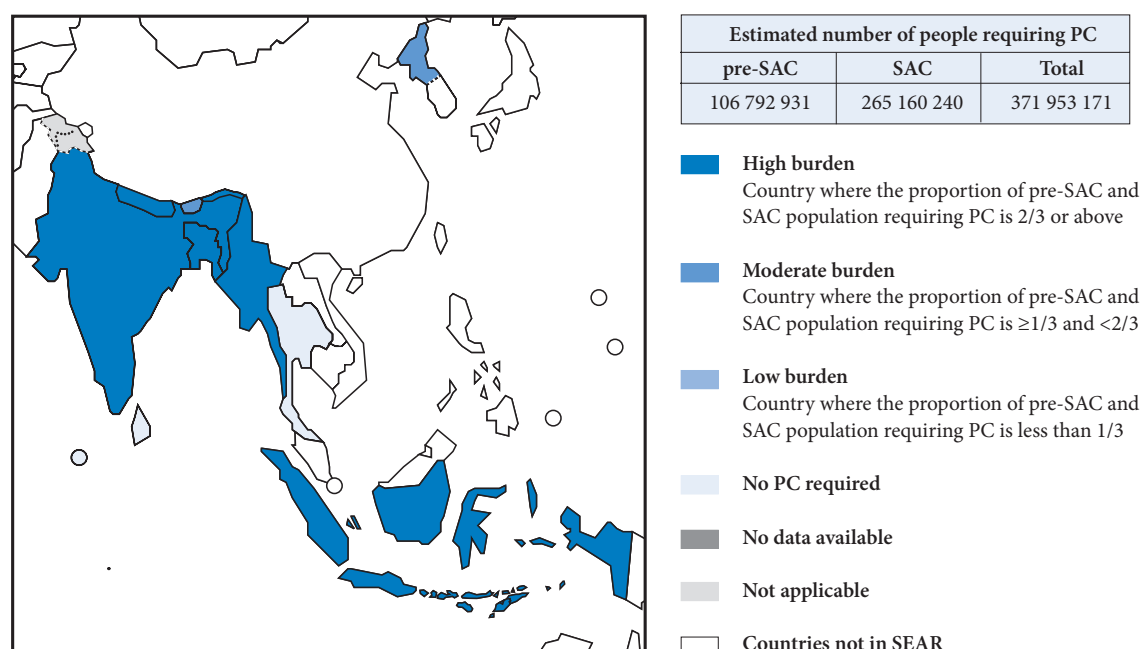 Estimated number of people requiring PC
pre-SAC SAC Total
106 792 931 265 160 240 371 953 171
High burden
Country where the proportion of pre-SAC and
SAC population requiring PC is 2/3 or above
Moderate burden
Country where the proportion of pre-SAC and
SAC population requiring PC is ≥1/3 and <2/3
Low burden
Country where the proportion of pre-SAC and
SAC population requiring PC is less than 1/3
No PC required
No data available
Not applicable
Countries not in SEAR